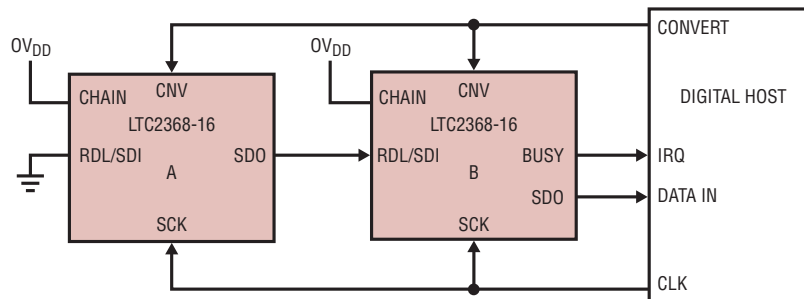 CONVERT
OVDD
OVDD
CHAIN
CNV
LTC2368-16
RDL/SDI
SDO
A
SCK
CHAIN
CNV
LTC2368-16
RDL/SDI
BUSY
B
SDO
SCK
DIGITAL HOST
IRQ
DATA IN
CLK